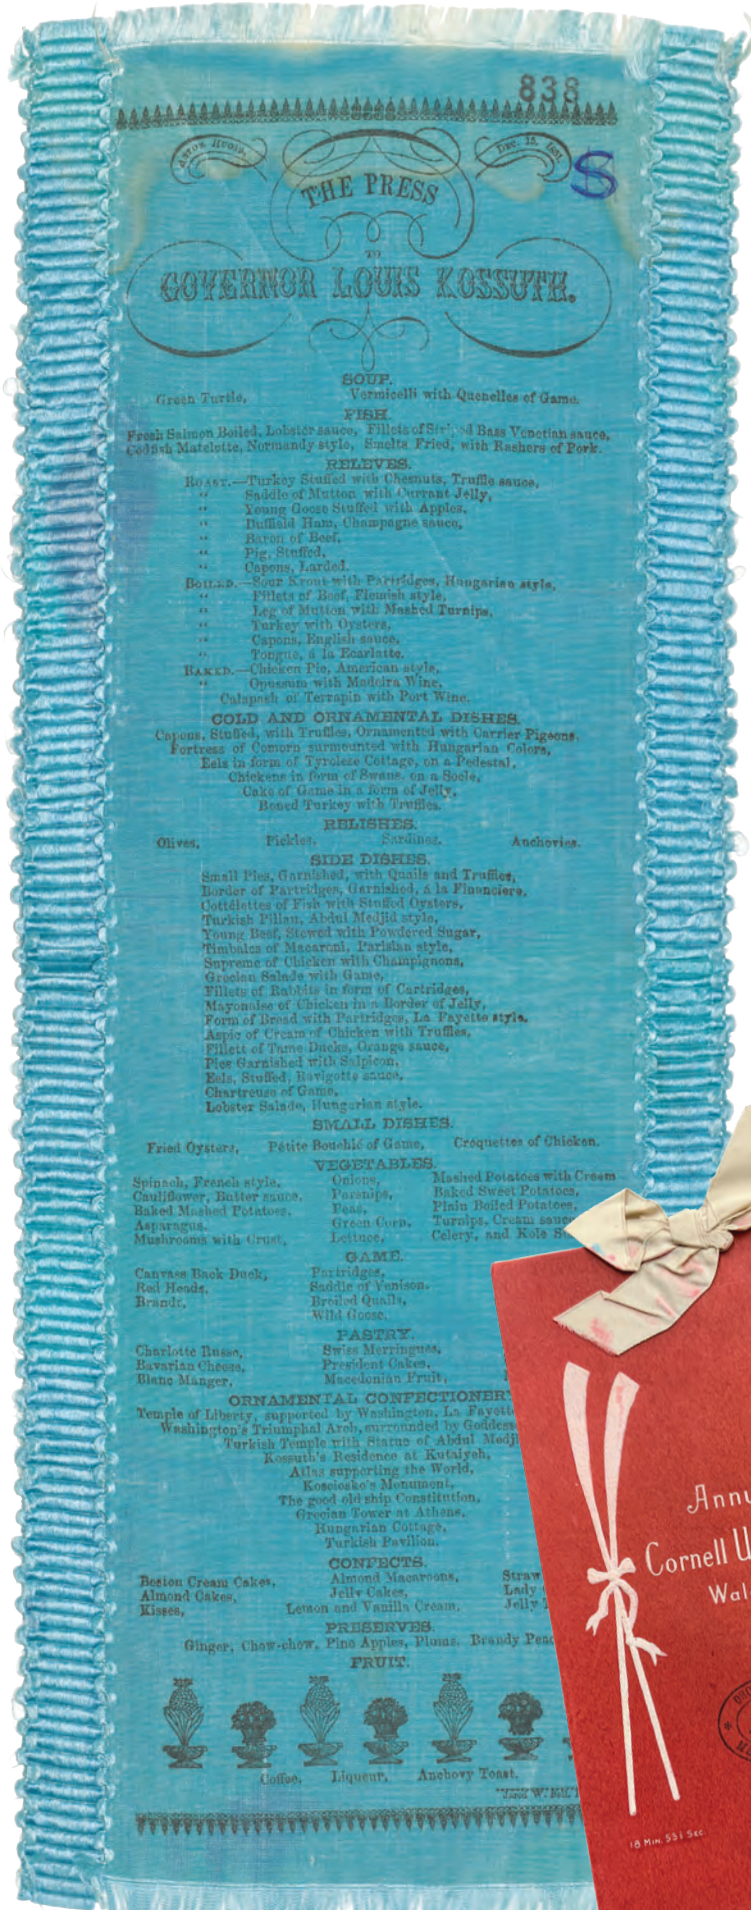 838
Astor House.
Dec. 15, 1851.
S
THE PRESS
TO
GOVERNOR LOUIS KOSSUTH.
SOUP.
Green Turtle, Vermicelli with Quenelles of Game.
FISH.
Fresh Salmon Boiled, Lobster sauce, Fillets of Striped Bass Venetian sauce,
Codfish Matelotte, Normandy style, Smelts Fried, with Rashers of Pork.
RELEVES.
ROAST.—Turkey Stuffed with Chesnuts, Truffle sauce,
“ Saddle of Mutton with Currant Jelly,
“ Young Goose Stuffed with Apples,
“ Duffield Ham, Champagne sauce,
“ Baron of Beef,
“ Pig, Stuffed,
“ Capons, Larded.
BOILED.—Sour Krout with Partridges, Hungarian style,
“ Fillets of Beef, Flemish style,
“ Leg of Mutton with Mashed Turnips,
“ Turkey with Oysters,
“ Capons, English sauce,
“ Tongue, á la Ecarlatte.
BAKED.—Chicken Pie, American style,
“ Opossum with Madeira Wine,
Calapash of Terrapin with Port Wine.
COLD AND ORNAMENTAL DISHES.
Capons, Stuffed, with Truffles, Ornamented with Carrier Pigeons,
Fortress of Comorn surmounted with Hungarian Colors,
Eels in form of Tyrolese Cottage, on a Pedestal,
Chickens in form of Swans, on a Socle,
Cake of Game in a form of Jelly,
Boned Turkey with Truffles.
RELISHES.
Olives, Pickles, Sardines, Anchovies.
SIDE DISHES.
Small Pies, Garnished, with Quails and Truffles,
Border of Partridges, Garnished, á la Financiere,
Cottelottes of Fish with Stuffed Oysters,
Turkish Pillau, Abdul Medjid style,
Young Beef, Stewed with Powdered Sugar,
Timbales of Macaroni, Parisian style,
Supreme of Chicken with Champignons,
Grecian Salade with Game,
Fillets of Rabbits in form of Cartridges,
Mayonaise of Chicken in a Border of Jelly,
Form of Bread with Partridges, La Fayette style.
Aspic of Cream of Chicken with Truffles,
Fillett of Tame Ducks, Orange sauce,
Pies Garnished with Salpicon,
Eels, Stuffed, Ravigotte sauce,
Chartreuse of Game,
Lobster Salade, Hungarian style.
SMALL DISHES.
Fried Oysters, Petite Bouchié of Game, Croquettes of Chicken.
VEGETABLES.
Spinach, French style, Onions, Mashed Potatoes with Cream
Cauliflower, Butter sauce, Parsnips, Baked Sweet Potatoes,
Baked Mashed Potatoes, Peas, Plain Boiled Potatoes,
Asparagus. Green Corn, Turnips, Cream sauce
Mushrooms with Crust, Lettuce, Celery, and Kole S
GAME.
Canvass Back Duck, Partridges,
Red Heads, Saddle of Venison.
Brandt, Broiled Quails,
Wild Goose.
PASTRY.
Charlotte Russe, Swiss Merringues,
Bavarian Cheese, President Cakes,
Blanc Manger, Macedonian Fruit,
ORNAMENTAL CONFECTIONER
Temple of Liberty, supported by Washington, La Fayette
Washington's Triumphal Arch, surrounded by Goddess
Turkish Temple with Statue of Abdul Medji
Kossuth's Residence at Kutaiyeh,
Atlas supporting the World,
Kosciosko's Monument,
The good old ship Constitution,
Grecian Tower at Athens,
Hungarian Cottage,
Turkish Pavilion.
CONFECTS.
Boston Cream Cakes, Almond Macaroons, Straw
Almond Cakes, Jelly Cakes, Lady
Kisses, Lemon and Vanilla Cream, Jelly
PRESERVES.
Ginger, Chow-chow, Pine Apples, Plums, Brandy Peac
FRUIT.
Coffee, Liqueur, Anchovy Toast.
Jared W. Bell,
Annu
Cornell U
Wal
18 Min. 53 1/5 Sec.